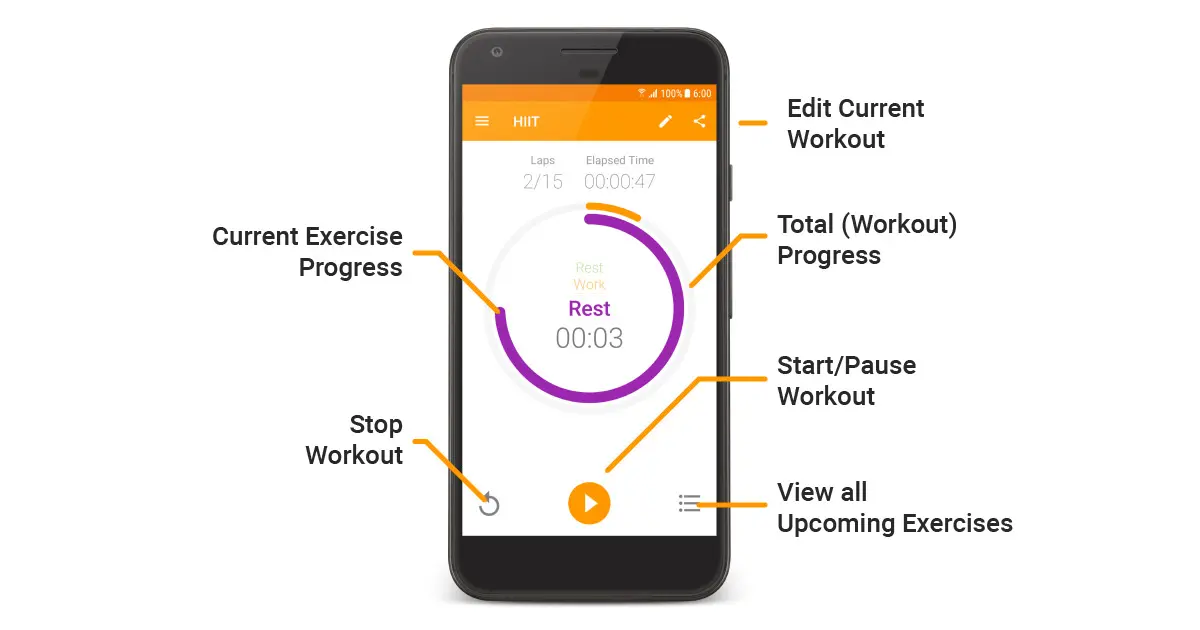 100% 6:00
HIIT
Edit Current
Workout
Laps
Elapsed Time
2/15
00:00:47
Current Exercise
Progress
Total (Workout)
Progress
Rest
Work
Rest
00:03
Start/Pause
Workout
Stop
Workout
View all
Upcoming Exercises